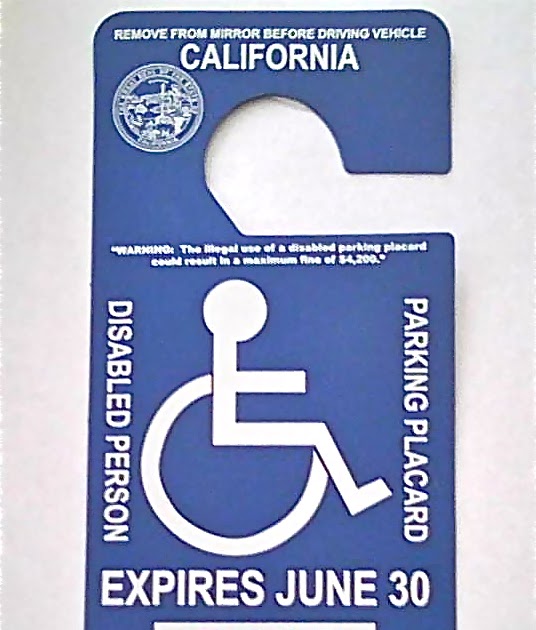 REMOVE FROM MIRROR BEFORE DRIVING VEHICLE
CALIFORNIA
"WARNING: The illegal use of a disabled parking placard
could result in a maximum fine of $4,200."
DISABLED PERSON
PARKING PLACARD
EXPIRES JUNE 30